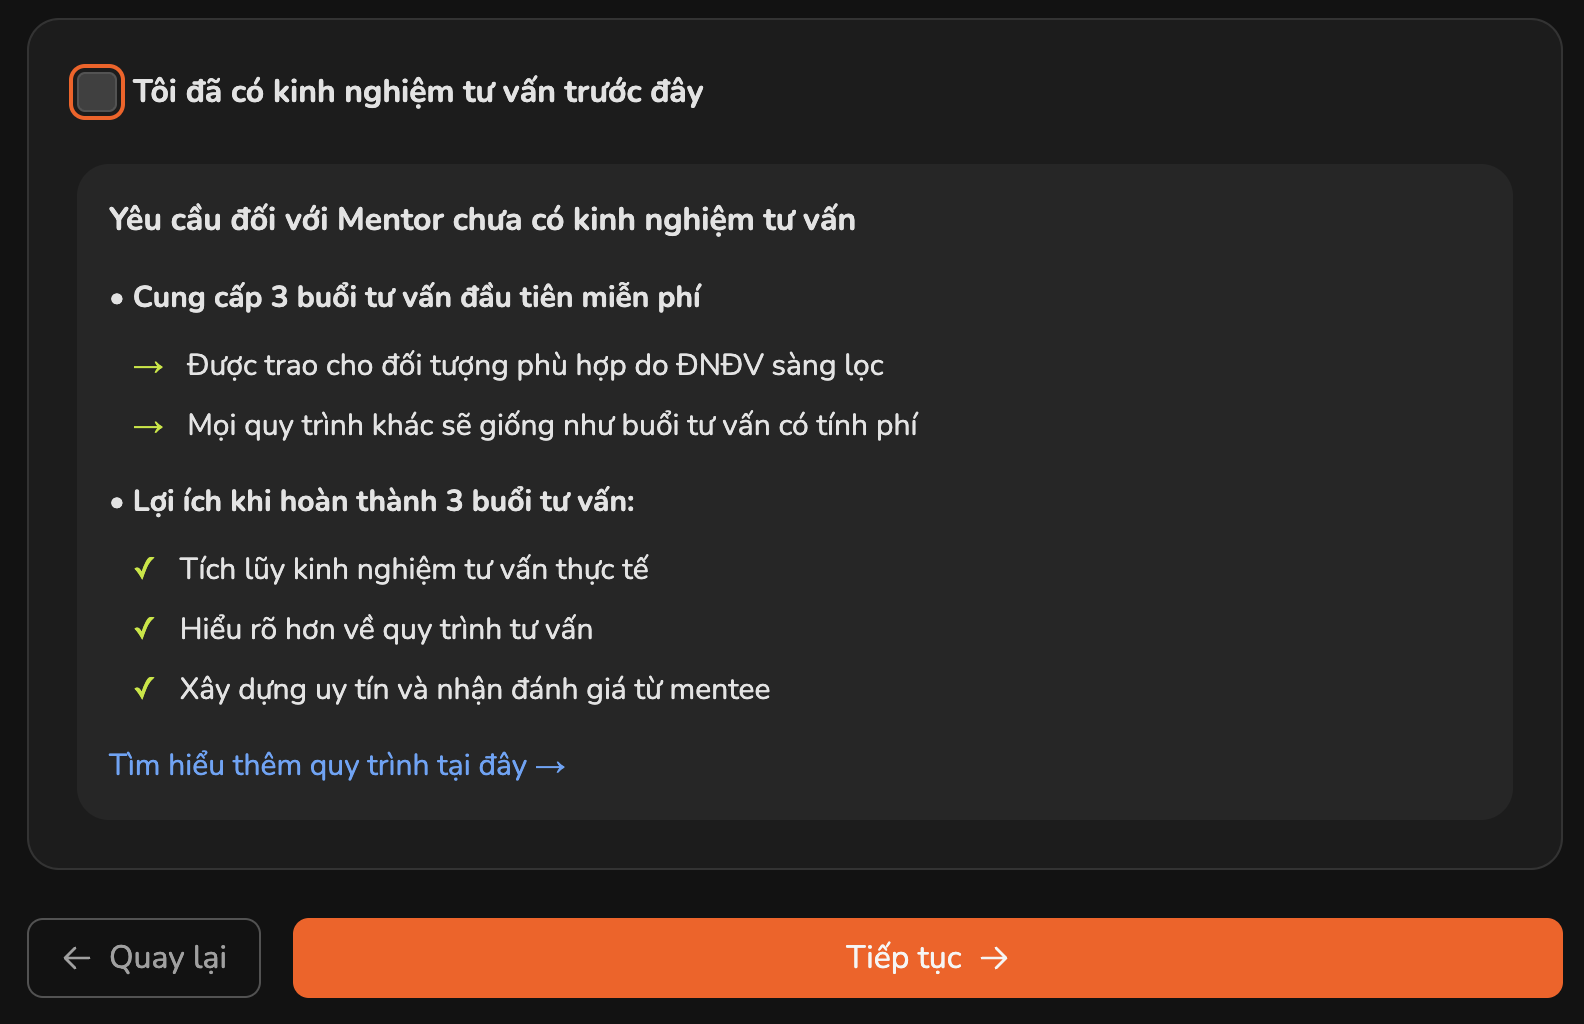 Tôi đã có kinh nghiệm tư vấn trước đây
Yêu cầu đối với Mentor chưa có kinh nghiệm tư vấn
• Cung cấp 3 buổi tư vấn đầu tiên miễn phí
→ Được trao cho đối tượng phù hợp do ĐNĐV sàng lọc
→ Mọi quy trình khác sẽ giống như buổi tư vấn có tính phí
• Lợi ích khi hoàn thành 3 buổi tư vấn:
✓ Tích lũy kinh nghiệm tư vấn thực tế
✓ Hiểu rõ hơn về quy trình tư vấn
✓ Xây dựng uy tín và nhận đánh giá từ mentee
Tìm hiểu thêm quy trình tại đây →
← Quay lại
Tiếp tục →